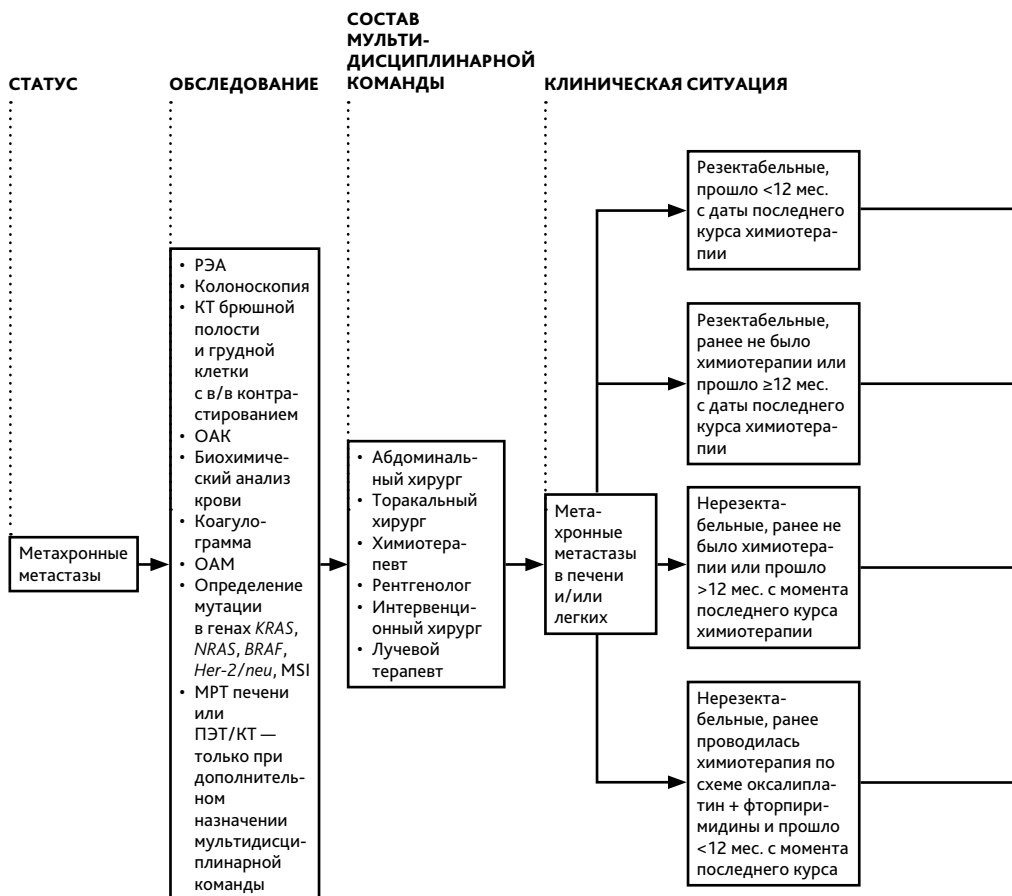 СТАТУС
ОБСЛЕДОВАНИЕ
СОСТАВ
МУЛЬТИ-
ДИСЦИПЛИНАРНОЙ
КОМАНДЫ
КЛИНИЧЕСКАЯ СИТУАЦИЯ
Метахронные
метастазы
• РЭА
• Колоноскопия
• КТ брюшной
полости
и грудной
клетки
с в/в контра-
стированием
• ОАК
• Биохимиче-
ский анализ
крови
• Коагуло-
грамма
• ОАМ
• Определение
мутации
в генах KRAS,
NRAS, BRAF,
Her-2/neu, MSI
• МРТ печени
или
ПЭТ/КТ —
только при
дополнитель-
ном
назначении
мультидисци-
плинарной
команды
• Абдоминаль-
ный хирург
• Торакальный
хирург
• Химиотера-
певт
• Рентгенолог
• Интервенци-
онный хирург
• Лучевой
терапевт
Мета-
хронные
метастазы
в печени
и/или
легких
Резектабельные,
прошло <12 мес.
с даты последнего
курса химиотера-
пии
Резектабельные,
ранее не было
химиотерапии или
прошло ≥12 мес.
с даты последнего
курса химиотера-
пии
Нерезекта-
бельные, ранее не
было химиотера-
пии или прошло
>12 мес. с момента
последнего курса
химиотерапии
Нерезекта-
бельные, ранее
проводилась
химиотерапия по
схеме оксалипла-
тин + фторпири-
мидины и прошло
<12 мес. с момента
последнего курса